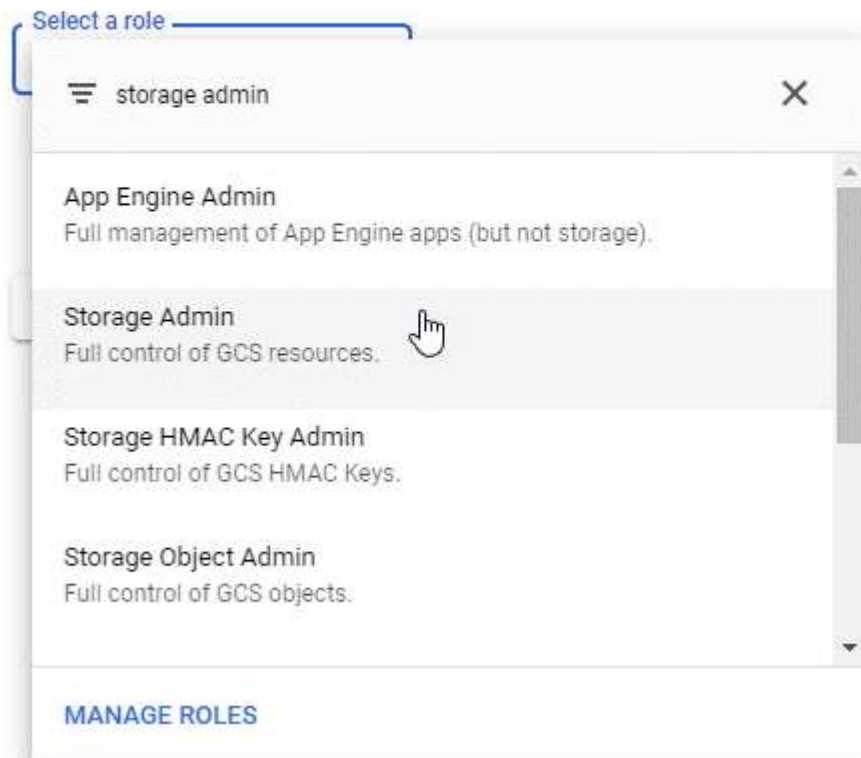 Select a role
storage admin
App Engine Admin
Full management of App Engine apps (but not storage).
Storage Admin
Full control of GCS resources.
Storage HMAC Key Admin
Full control of GCS HMAC Keys.
Storage Object Admin
Full control of GCS objects.
MANAGE ROLES